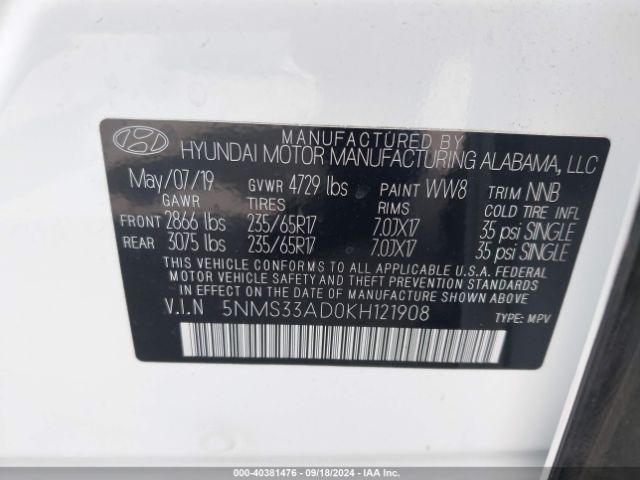 MANUFACTURED BY
HYUNDAI MOTOR MANUFACTURING ALABAMA, LLC
May/07/19 GVWR 4729 lbs PAINT WW8 TRIM NNB
GAWR TIRES RIMS COLD TIRE INFL
FRONT 2866 lbs 235/65R17 7.0JX17 35 psi SINGLE
REAR 3075 lbs 235/65R17 7.0JX17 35 psi SINGLE
THIS VEHICLE CONFORMS TO ALL APPLICABLE U.S.A. FEDERAL
MOTOR VEHICLE SAFETY, BUMPER, AND THEFT PREVENTION
STANDARDS IN EFFECT ON THE DATE OF MANUFACTURE SHOWN ABOVE.
V.I.N 5NMS33AD0KH121908
TYPE: MPV
000-40381476 - 09/18/2024 - IAAI.COM